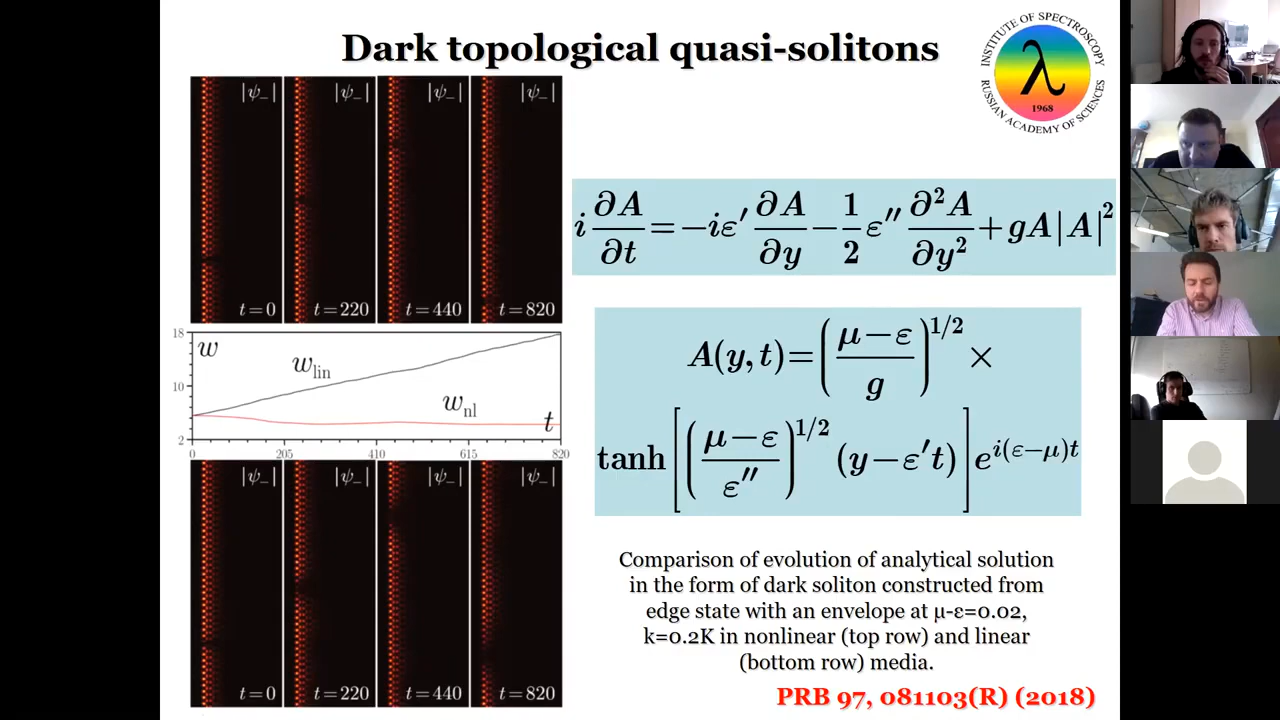 Dark topological quasi-solitons
INSTITUTE OF SPECTROSCOPY
RUSSIAN ACADEMY OF SCIENCES
λ
1968
|ψ₋| |ψ₋| |ψ₋| |ψ₋|
t=0 t=220 t=440 t=820
18
10
2
w
w_lin
w_nl
t
0 205 410 615 820
|ψ₋| |ψ₋| |ψ₋| |ψ₋|
t=0 t=220 t=440 t=820
i ∂A/∂t = −iε′ ∂A/∂y − 1/2 ε″ ∂²A/∂y² + gA|A|²
A(y,t)=((μ−ε)/g)^1/2 ×
tanh[((μ−ε)/ε″)^1/2 (y−ε′t)] e^i(ε−μ)t
Comparison of evolution of analytical solution
in the form of dark soliton constructed from
edge state with an envelope at μ-ε=0.02,
k=0.2K in nonlinear (top row) and linear
(bottom row) media.
PRB 97, 081103(R) (2018)